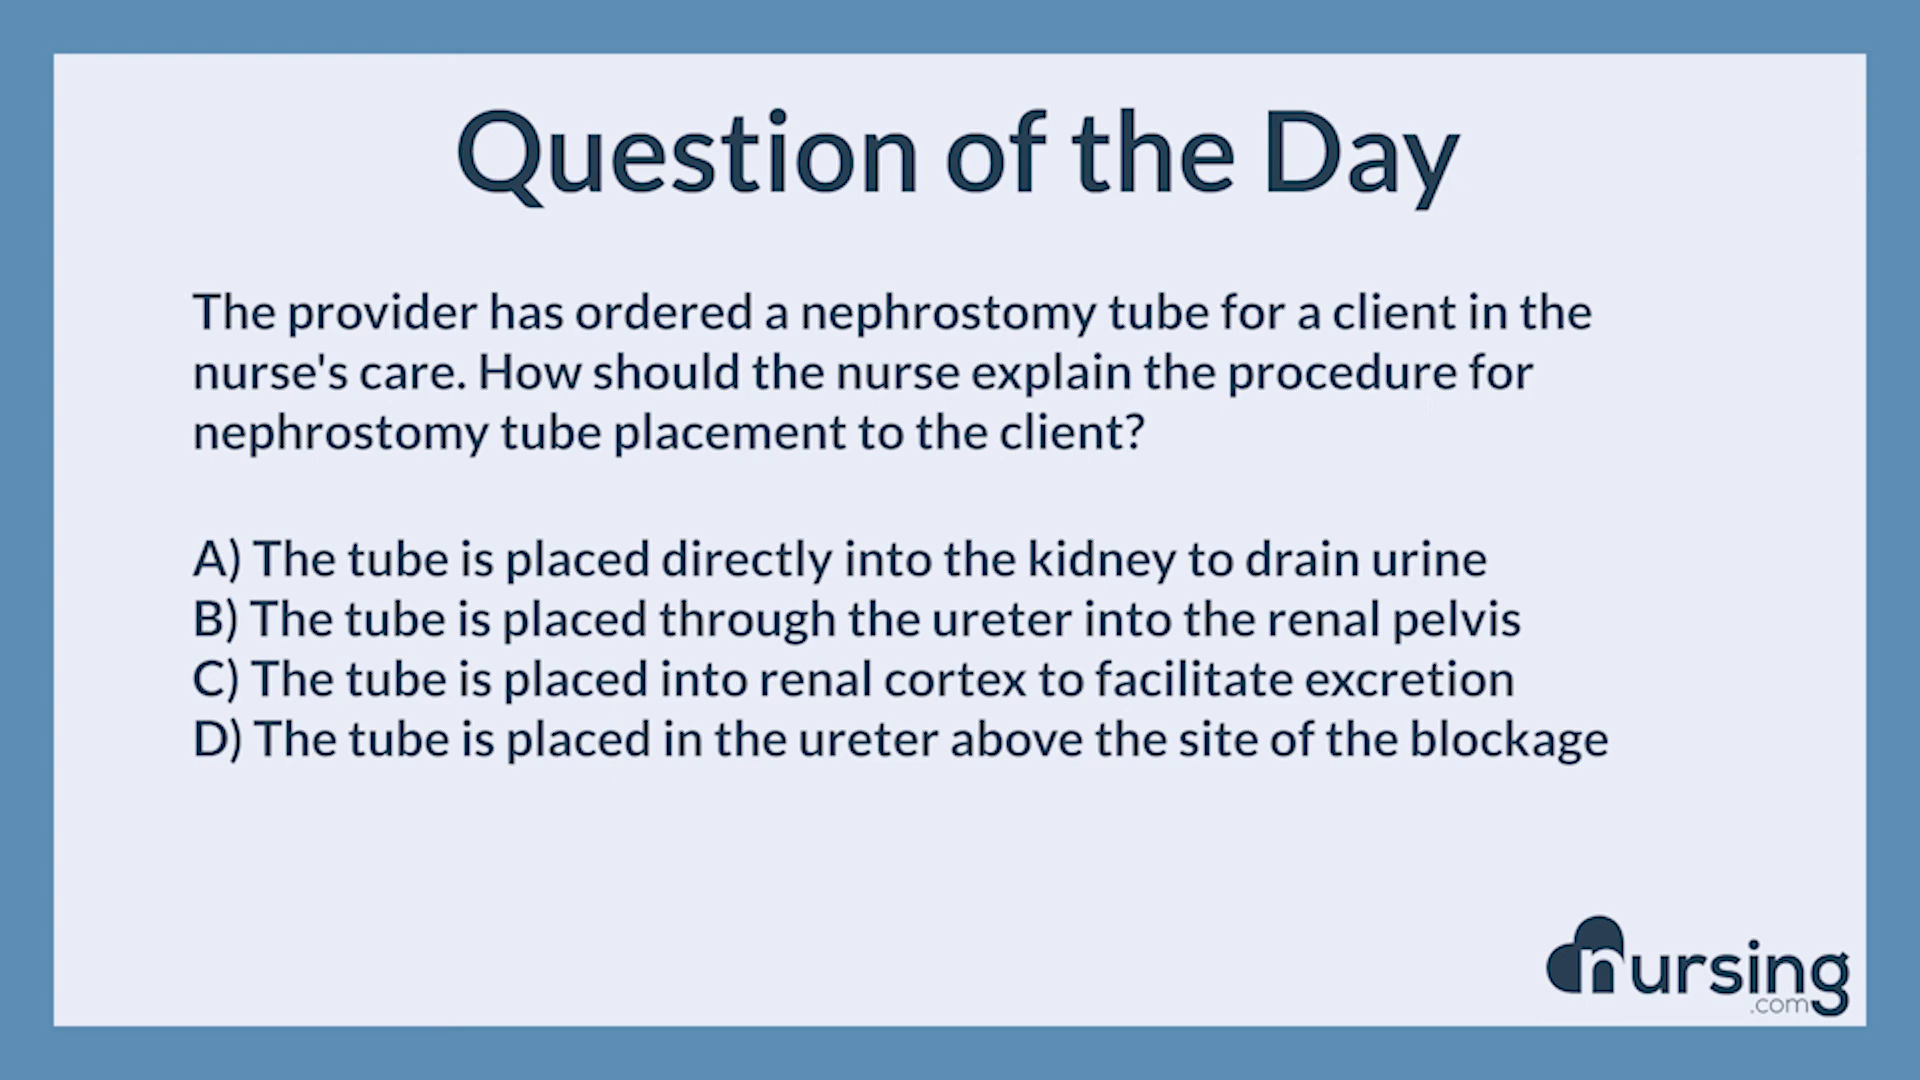 Question of the Day
The provider has ordered a nephrostomy tube for a client in the
nurse's care. How should the nurse explain the procedure for
nephrostomy tube placement to the client?
A) The tube is placed directly into the kidney to drain urine
B) The tube is placed through the ureter into the renal pelvis
C) The tube is placed into renal cortex to facilitate excretion
D) The tube is placed in the ureter above the site of the blockage
nursing
.com